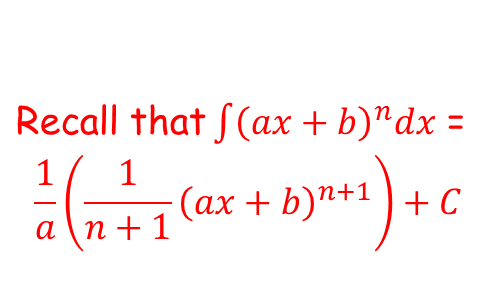 Recall that ∫(ax + b)ⁿdx =
1/a (1/(n + 1) (ax + b)ⁿ⁺¹) + C